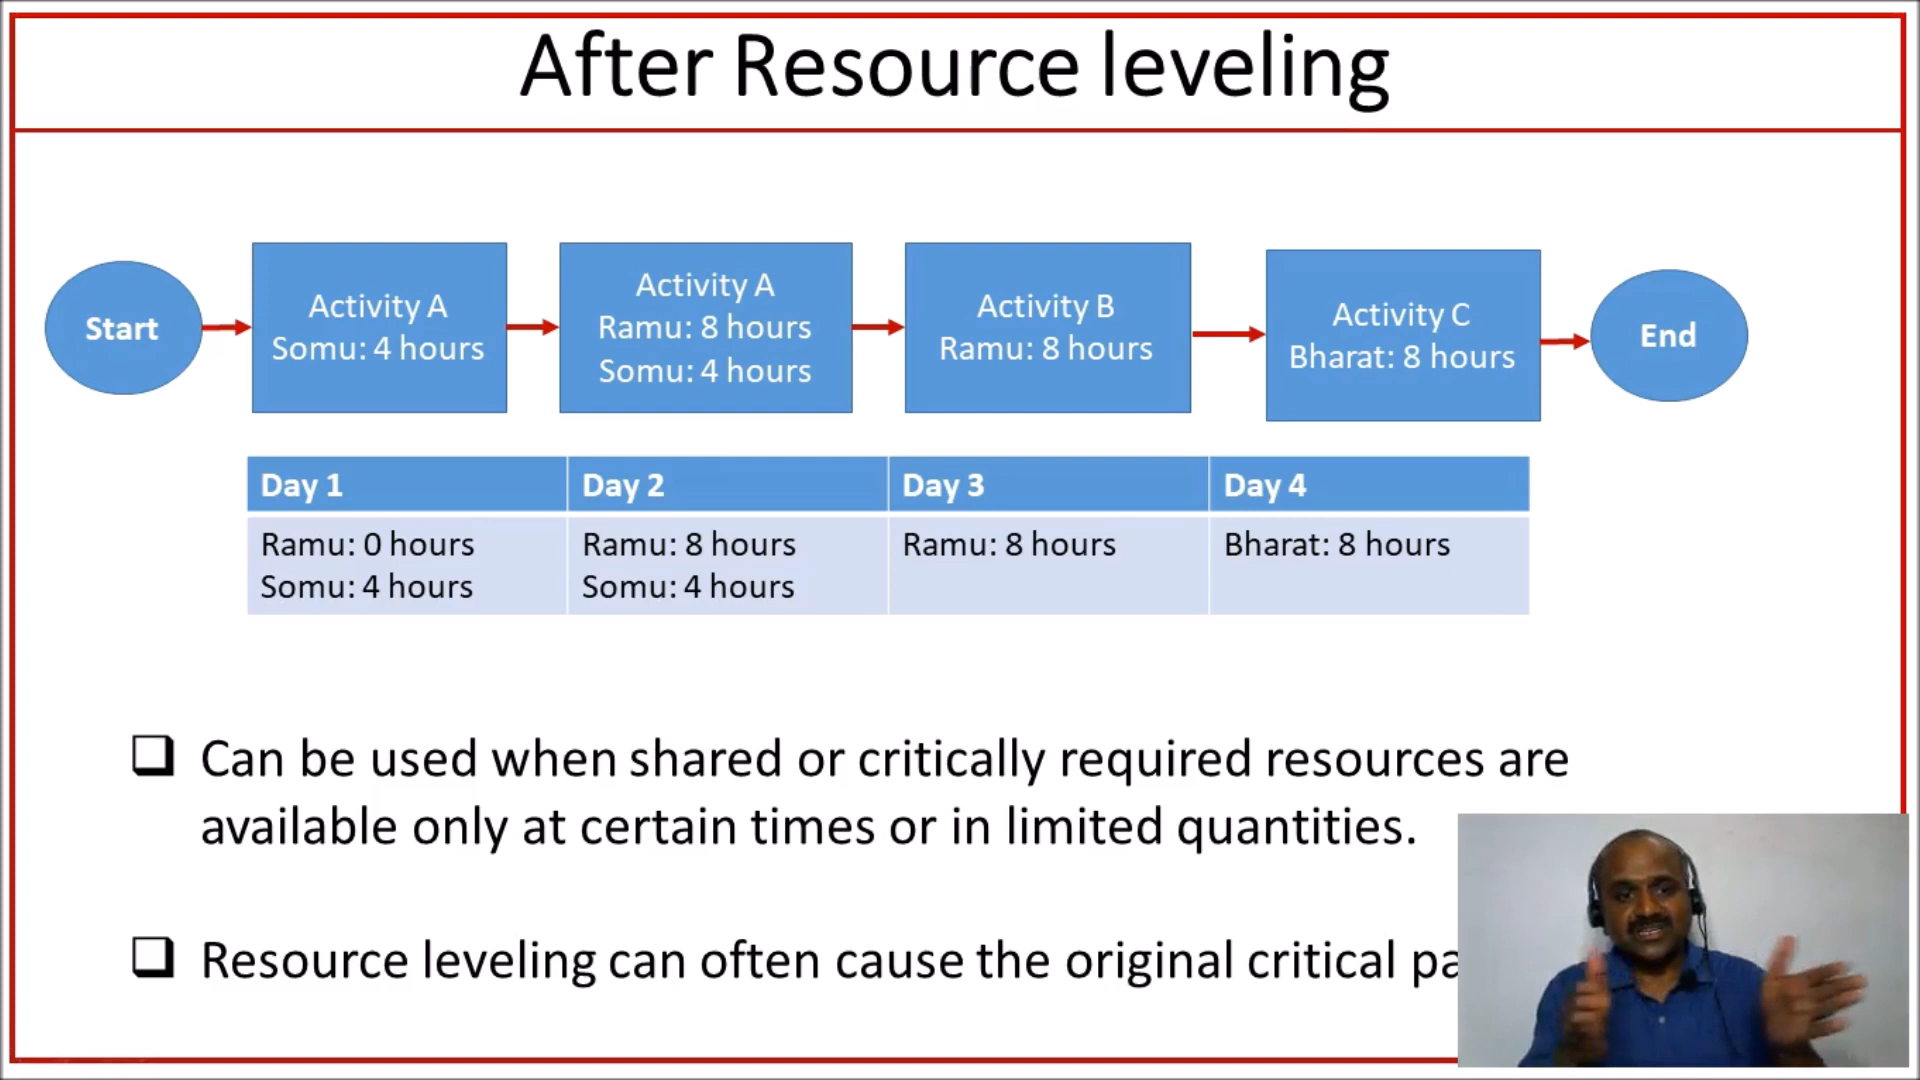 After Resource leveling
Start
Activity A
Somu: 4 hours
Activity A
Ramu: 8 hours
Somu: 4 hours
Activity B
Ramu: 8 hours
Activity C
Bharat: 8 hours
End
Day 1
Day 2
Day 3
Day 4
Ramu: 0 hours
Somu: 4 hours
Ramu: 8 hours
Somu: 4 hours
Ramu: 8 hours
Bharat: 8 hours
Can be used when shared or critically required resources are
available only at certain times or in limited quantities.
Resource leveling can often cause the original critical